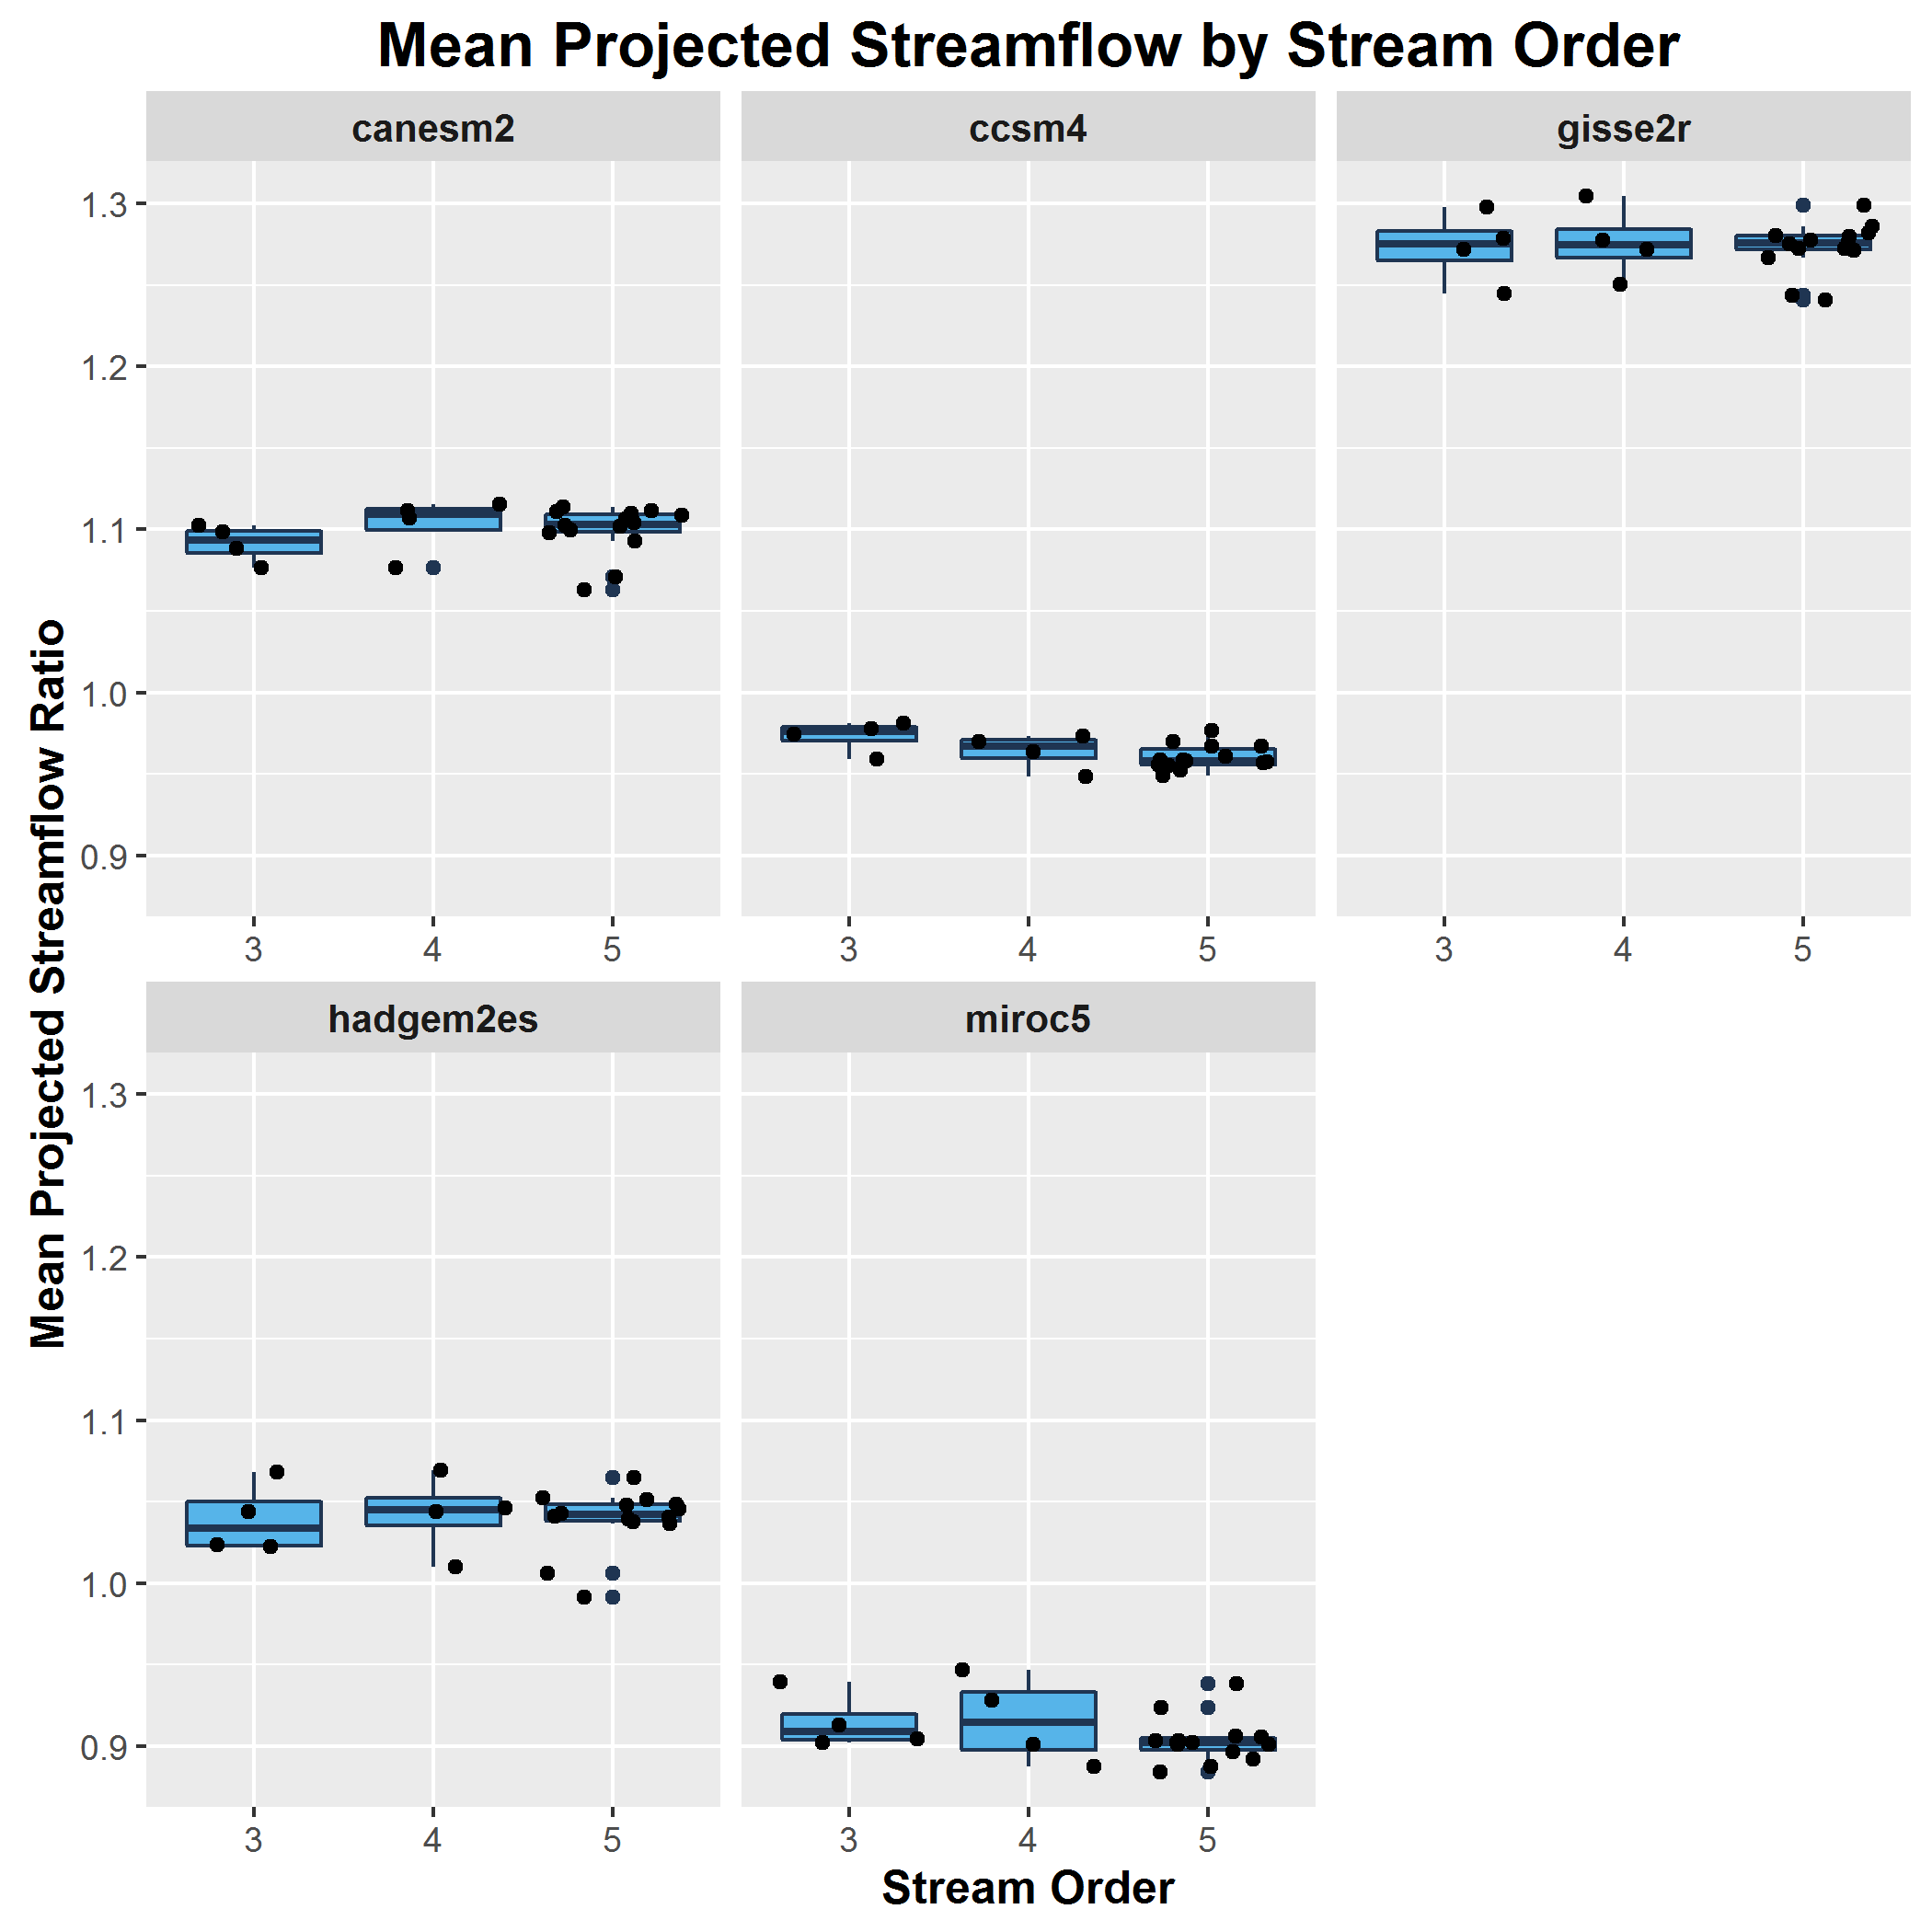 Mean Projected Streamflow by Stream Order
canesm2
ccsm4
gisse2r
1.3
1.2
1.1
1.0
0.9
3 4 5
3 4 5
3 4 5
Mean Projected Streamflow Ratio
hadgem2es
miroc5
1.3
1.2
1.1
1.0
0.9
3 4 5
3 4 5
Stream Order